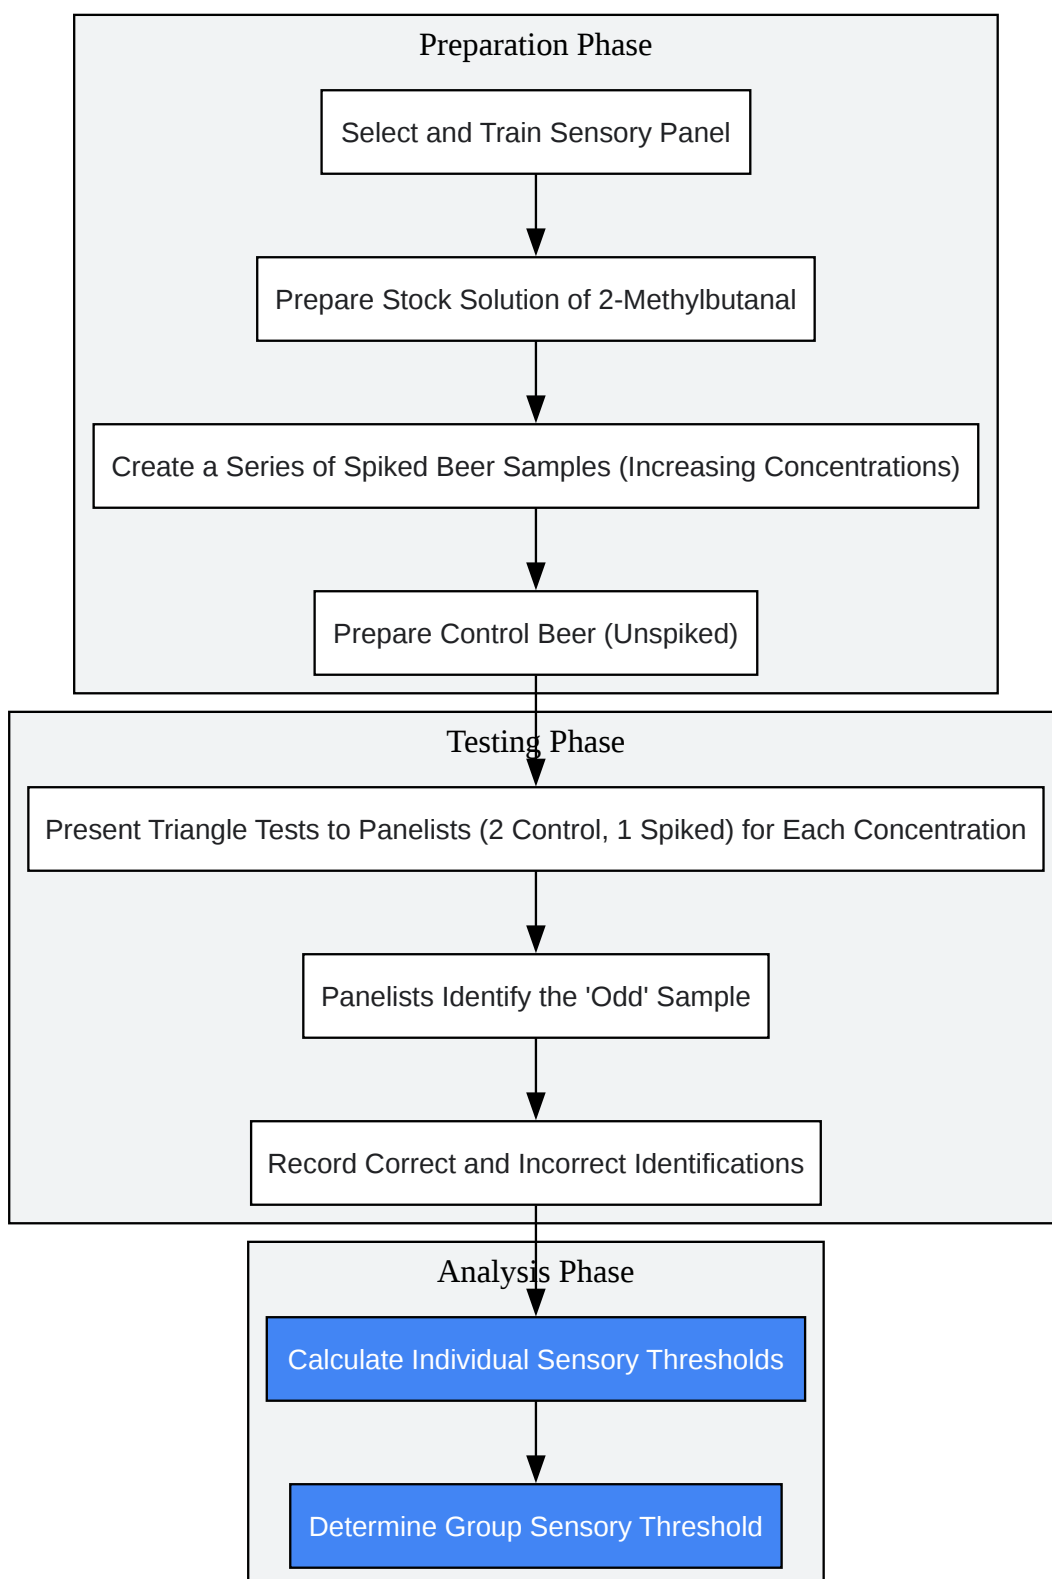 Preparation Phase
Select and Train Sensory Panel
Prepare Stock Solution of 2-Methylbutanal
Create a Series of Spiked Beer Samples (Increasing Concentrations)
Prepare Control Beer (Unspiked)
Testing Phase
Present Triangle Tests to Panelists (2 Control, 1 Spiked) for Each Concentration
Panelists Identify the 'Odd' Sample
Record Correct and Incorrect Identifications
Analysis Phase
Calculate Individual Sensory Thresholds
Determine Group Sensory Threshold